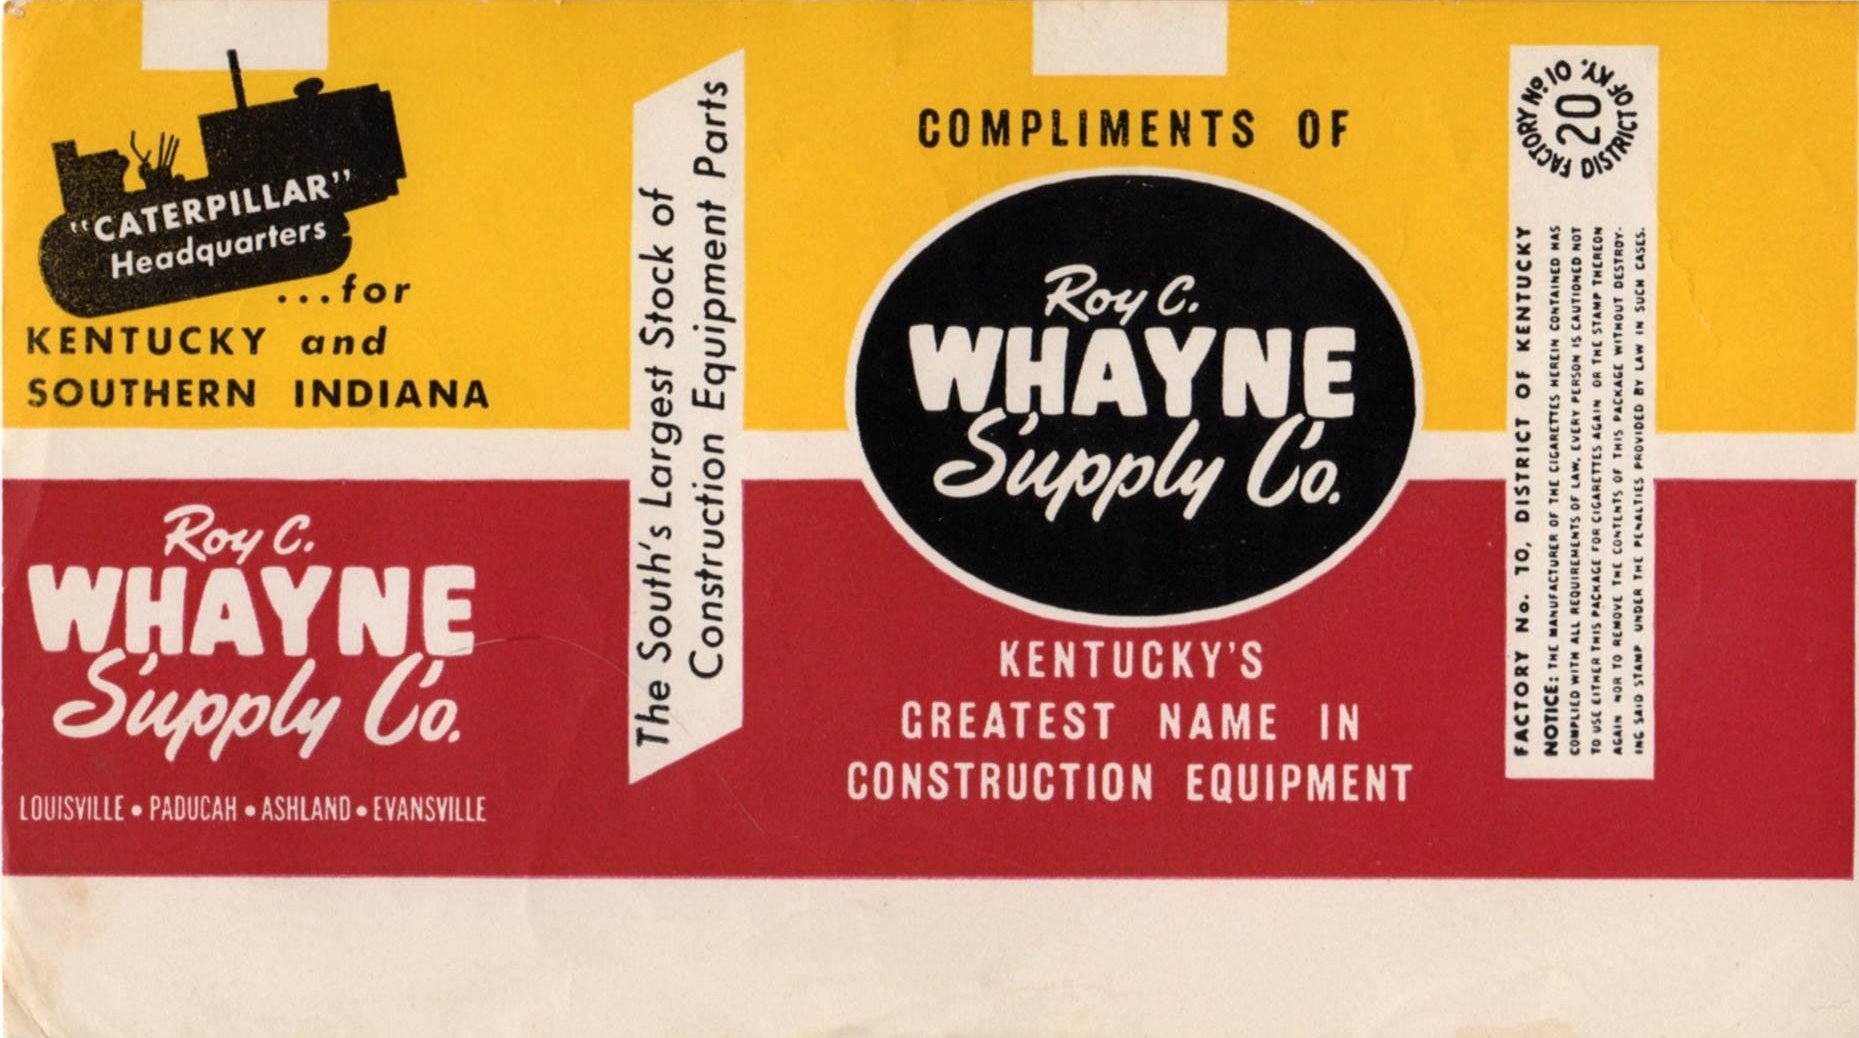 "CATERPILLAR"
Headquarters
...for
KENTUCKY and
SOUTHERN INDIANA
Roy C.
WHAYNE
Supply Co.
LOUISVILLE • PADUCAH • ASHLAND • EVANSVILLE
The South's Largest Stock of
Construction Equipment Parts
COMPLIMENTS OF
Roy C.
WHAYNE
Supply Co.
KENTUCKY'S
GREATEST NAME IN
CONSTRUCTION EQUIPMENT
FACTORY No. 10 DISTRICT OF KY.
20
FACTORY No. 10, DISTRICT OF KENTUCKY
NOTICE: THE MANUFACTURER OF THE CIGARETTES HEREIN CONTAINED HAS
COMPLIED WITH ALL REQUIREMENTS OF LAW. EVERY PERSON IS CAUTIONED NOT
TO USE EITHER THIS PACKAGE FOR CIGARETTES AGAIN OR THE STAMP THEREON
AGAIN NOR TO REMOVE THE CONTENTS OF THIS PACKAGE WITHOUT DESTROY-
ING SAID STAMP UNDER THE PENALTIES PROVIDED BY LAW IN SUCH CASES.